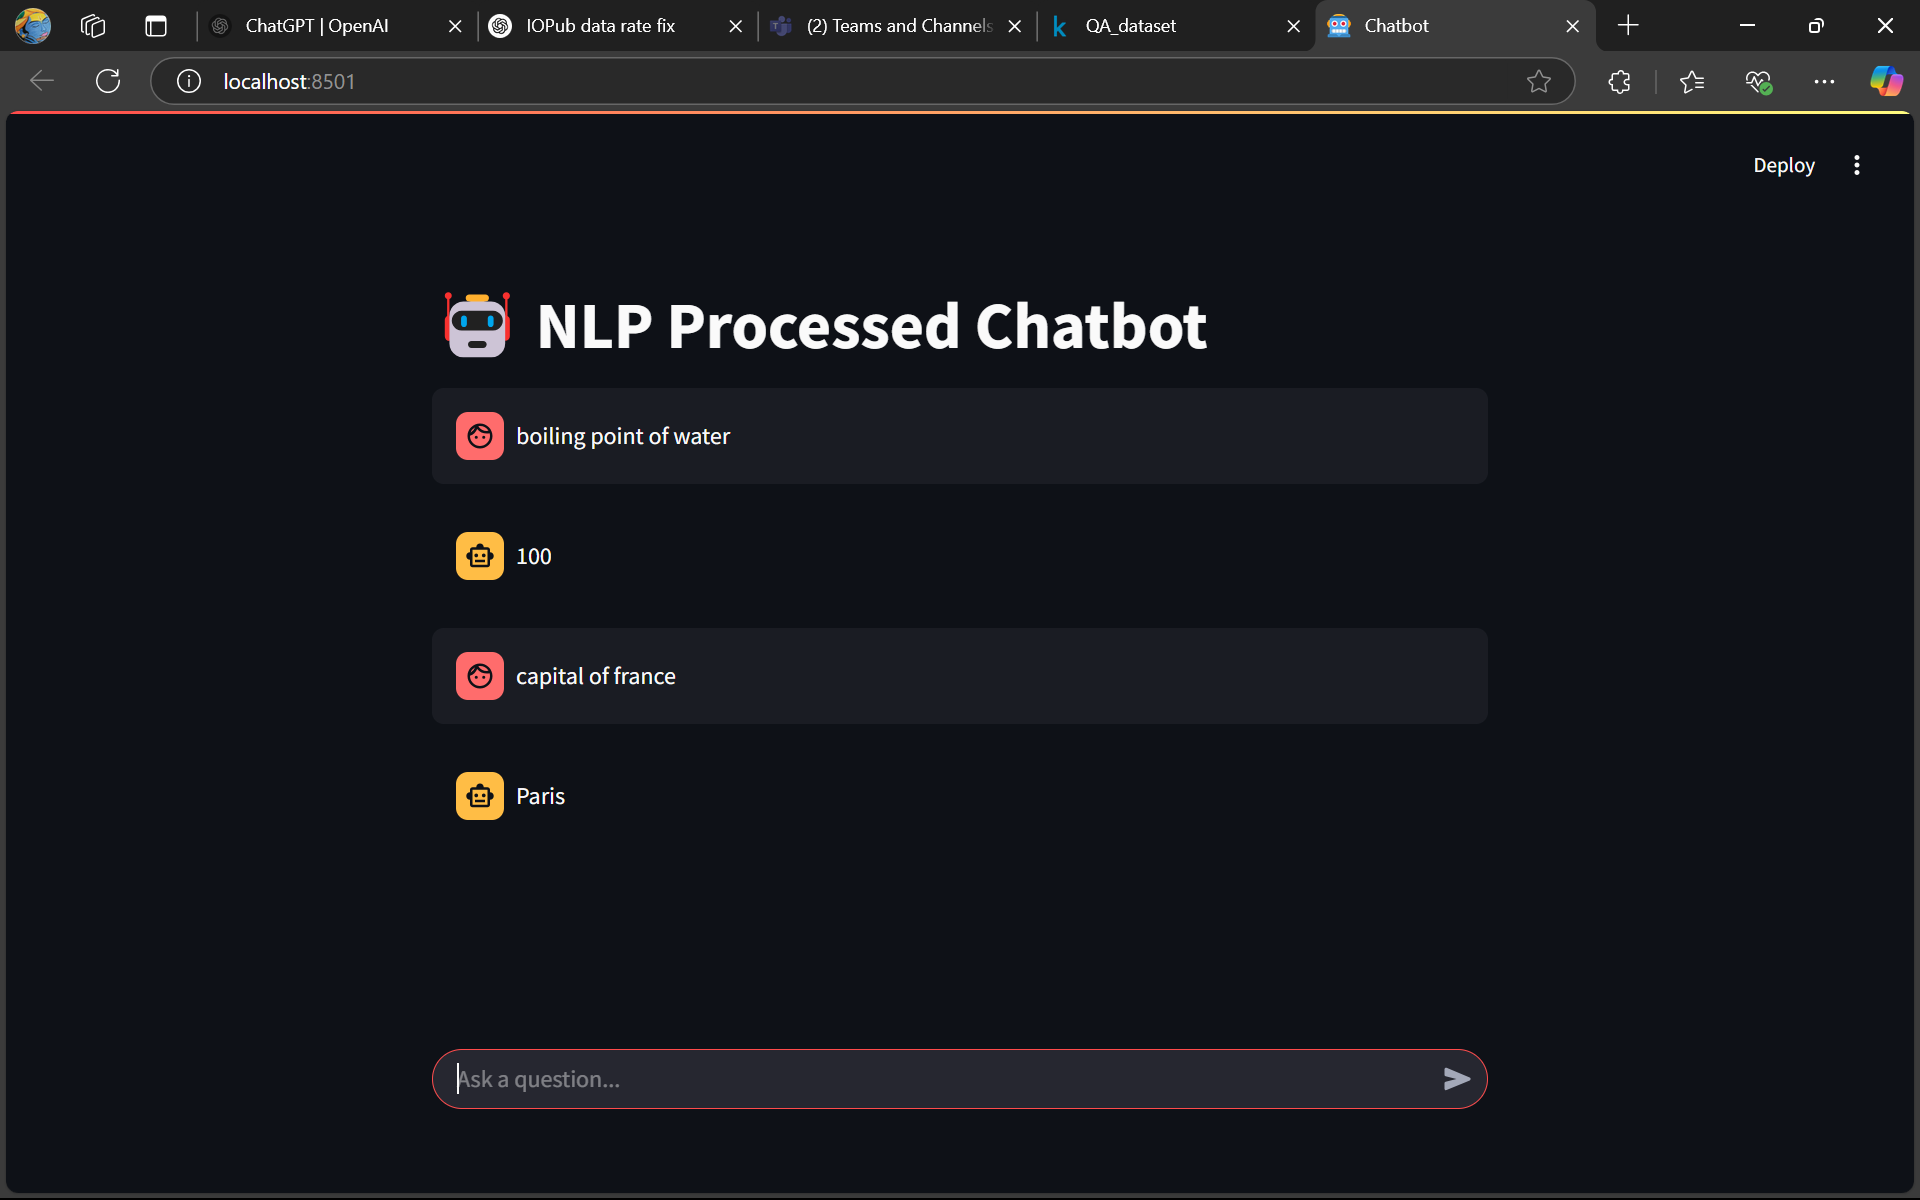 ChatGPT | OpenAI
IOPub data rate fix
(2) Teams and Channels
QA_dataset
Chatbot
localhost:8501
Deploy
NLP Processed Chatbot
boiling point of water
100
capital of france
Paris
Ask a question...